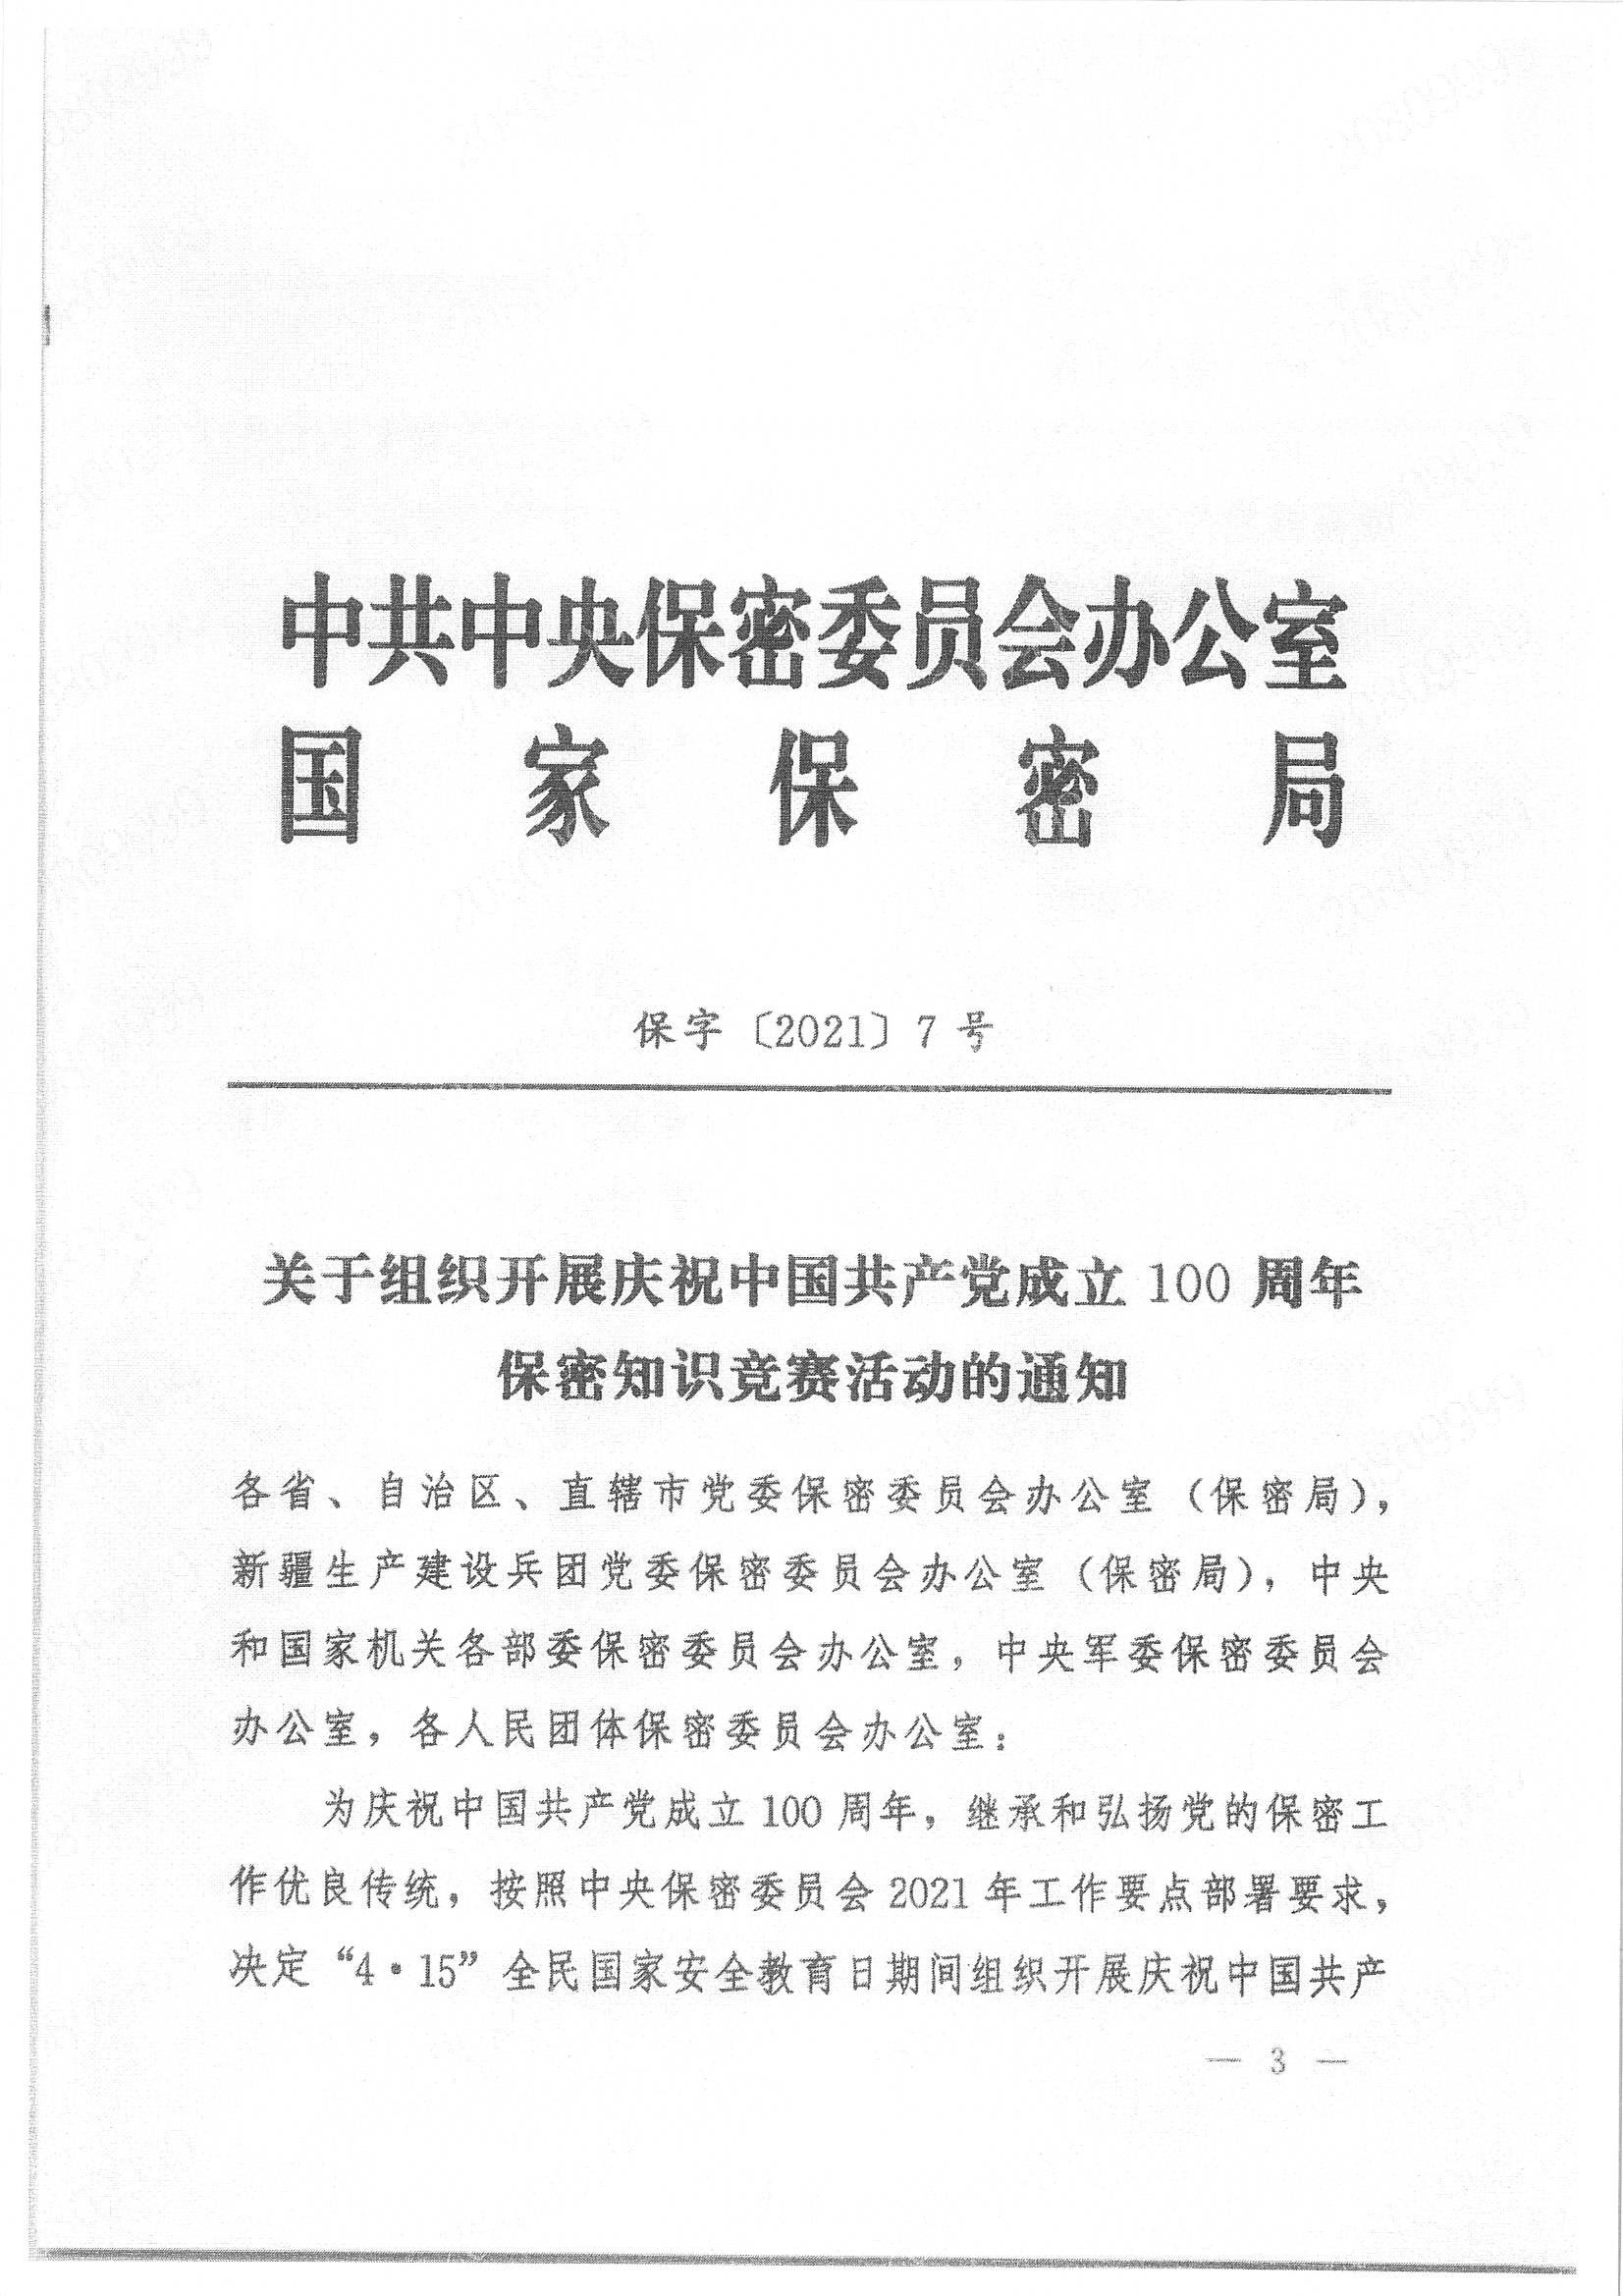 中共中央保密委员会办公室
国家保密局
保字〔2021〕7号
关于组织开展庆祝中国共产党成立100周年
保密知识竞赛活动的通知
各省、自治区、直辖市党委保密委员会办公室（保密局），
新疆生产建设兵团党委保密委员会办公室（保密局），中央
和国家机关各部委保密委员会办公室，中央军委保密委员会
办公室，各人民团体保密委员会办公室：
为庆祝中国共产党成立100周年，继承和弘扬党的保密工
作优良传统，按照中央保密委员会2021年工作要点部署要求，
决定“4·15”全民国家安全教育日期间组织开展庆祝中国共产
— 3 —